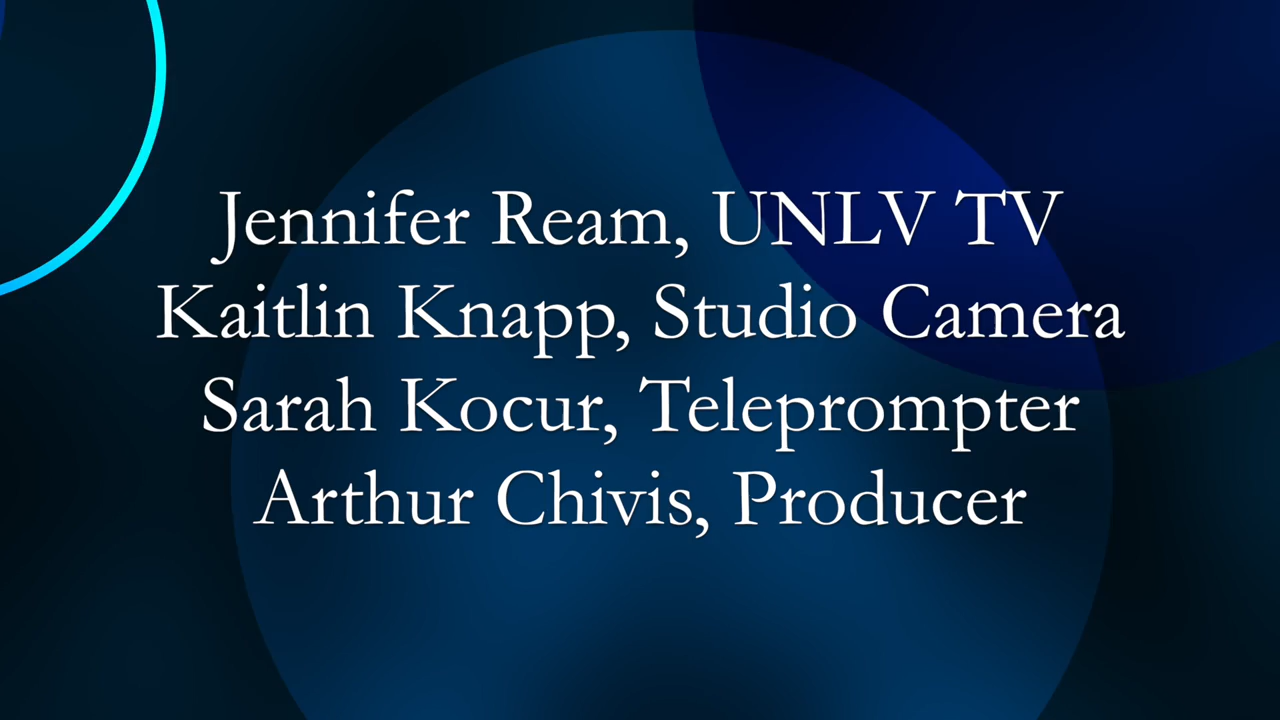 Jennifer Ream, UNLV TV
Kaitlin Knapp, Studio Camera
Sarah Kocur, Teleprompter
Arthur Chivis, Producer